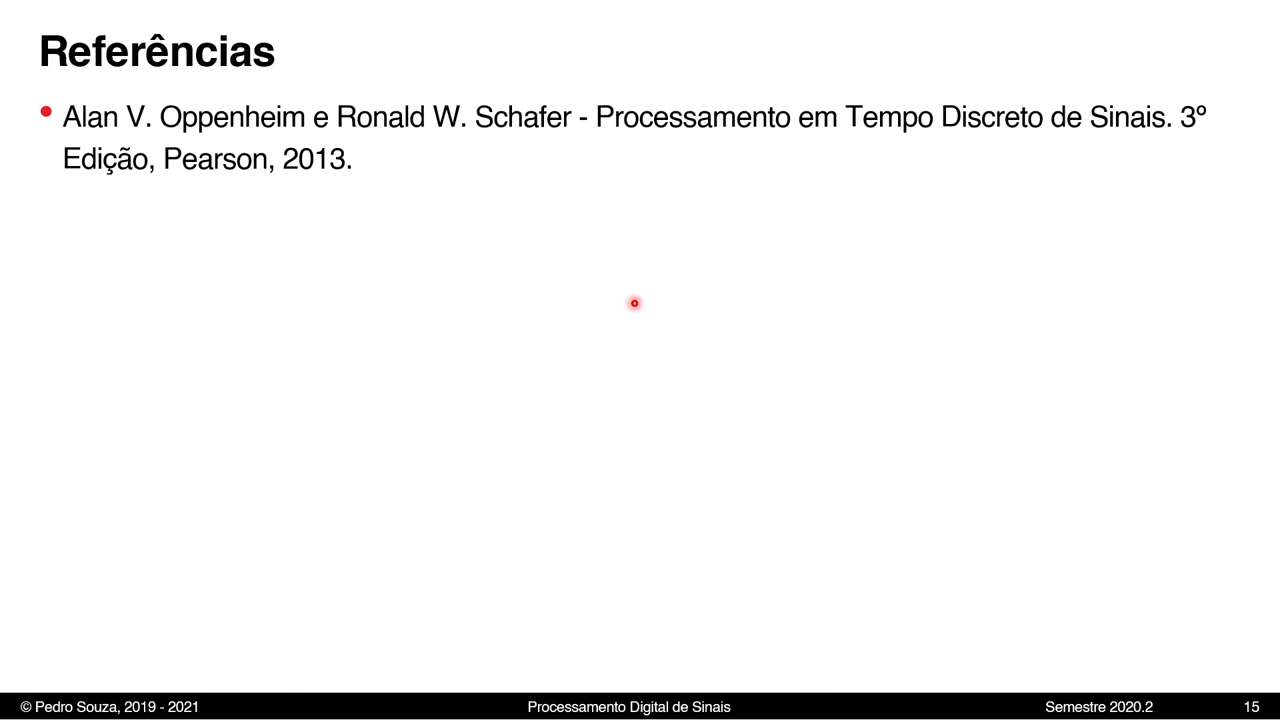 Referências
• Alan V. Oppenheim e Ronald W. Schafer - Processamento em Tempo Discreto de Sinais. 3º
Edição, Pearson, 2013.
© Pedro Souza, 2019 - 2021 Processamento Digital de Sinais Semestre 2020.2 15